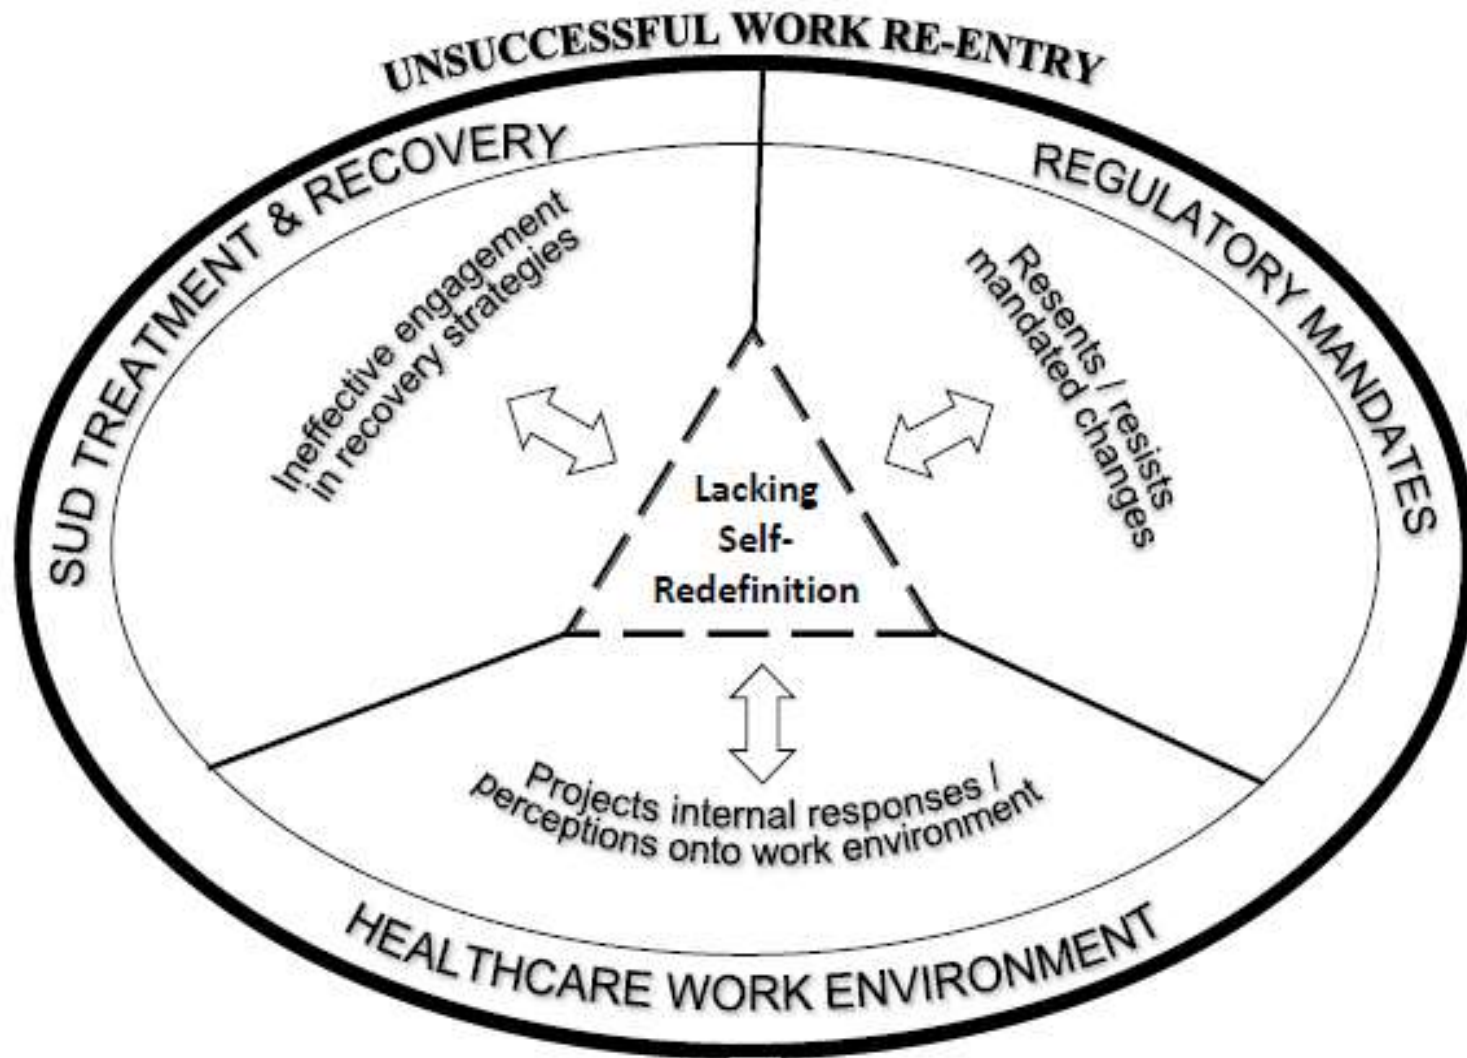 UNSUCCESSFUL WORK RE-ENTRY
SUD TREATMENT & RECOVERY
REGULATORY MANDATES
Ineffective engagement
in recovery strategies
Resents / resists
mandated changes
Lacking
Self-
Redefinition
Projects internal responses /
perceptions onto work environment
HEALTHCARE WORK ENVIRONMENT